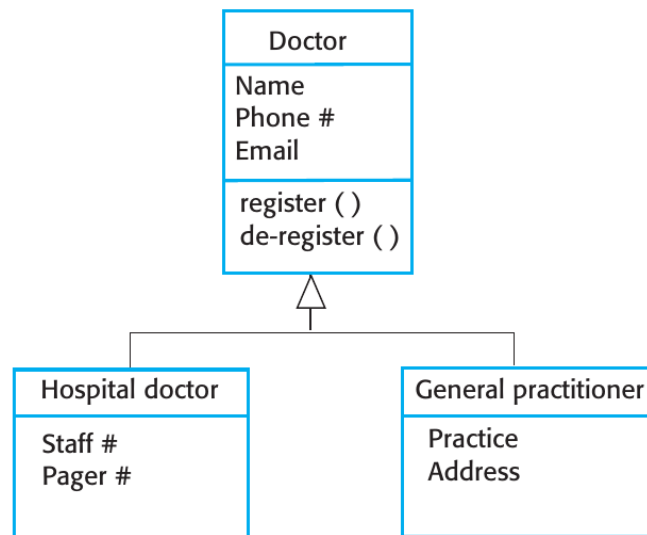 Doctor
Name
Phone #
Email
register ( )
de-register ( )
Hospital doctor
Staff #
Pager #
General practitioner
Practice
Address